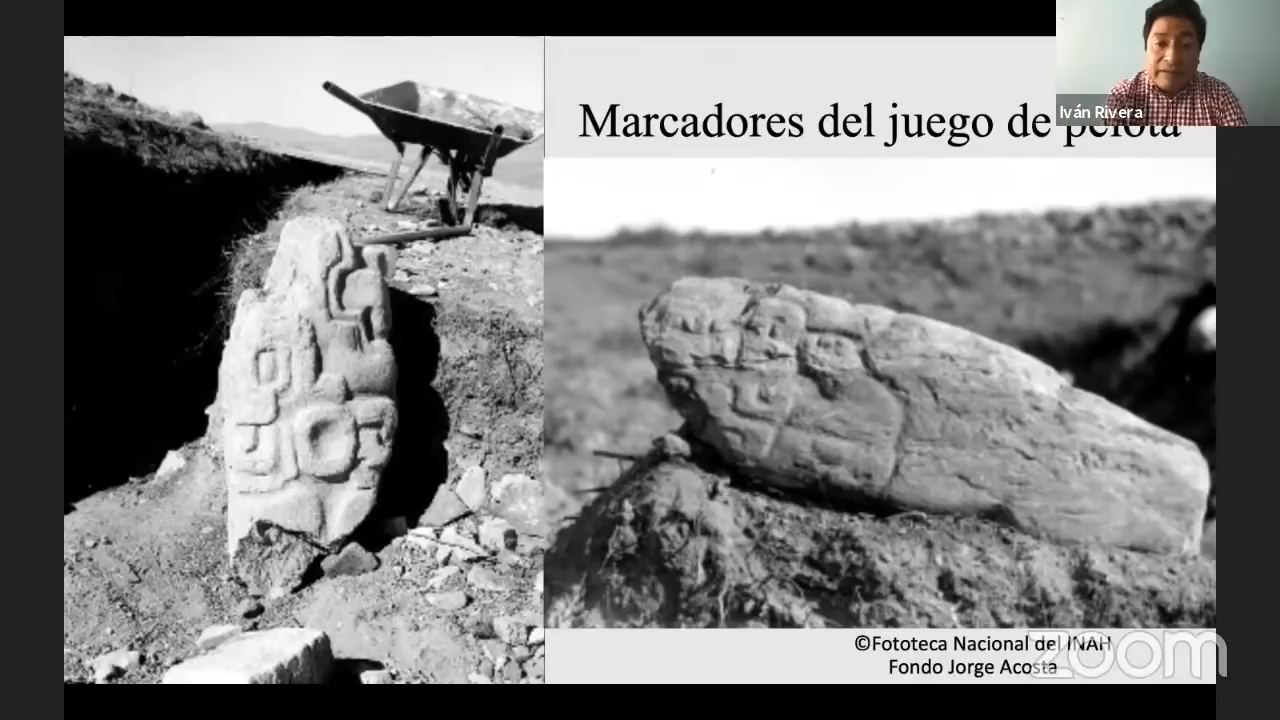 Marcadores del juego de pelota
Iván Rivera
©Fototeca Nacional del INAH
Fondo Jorge Acosta
zoom